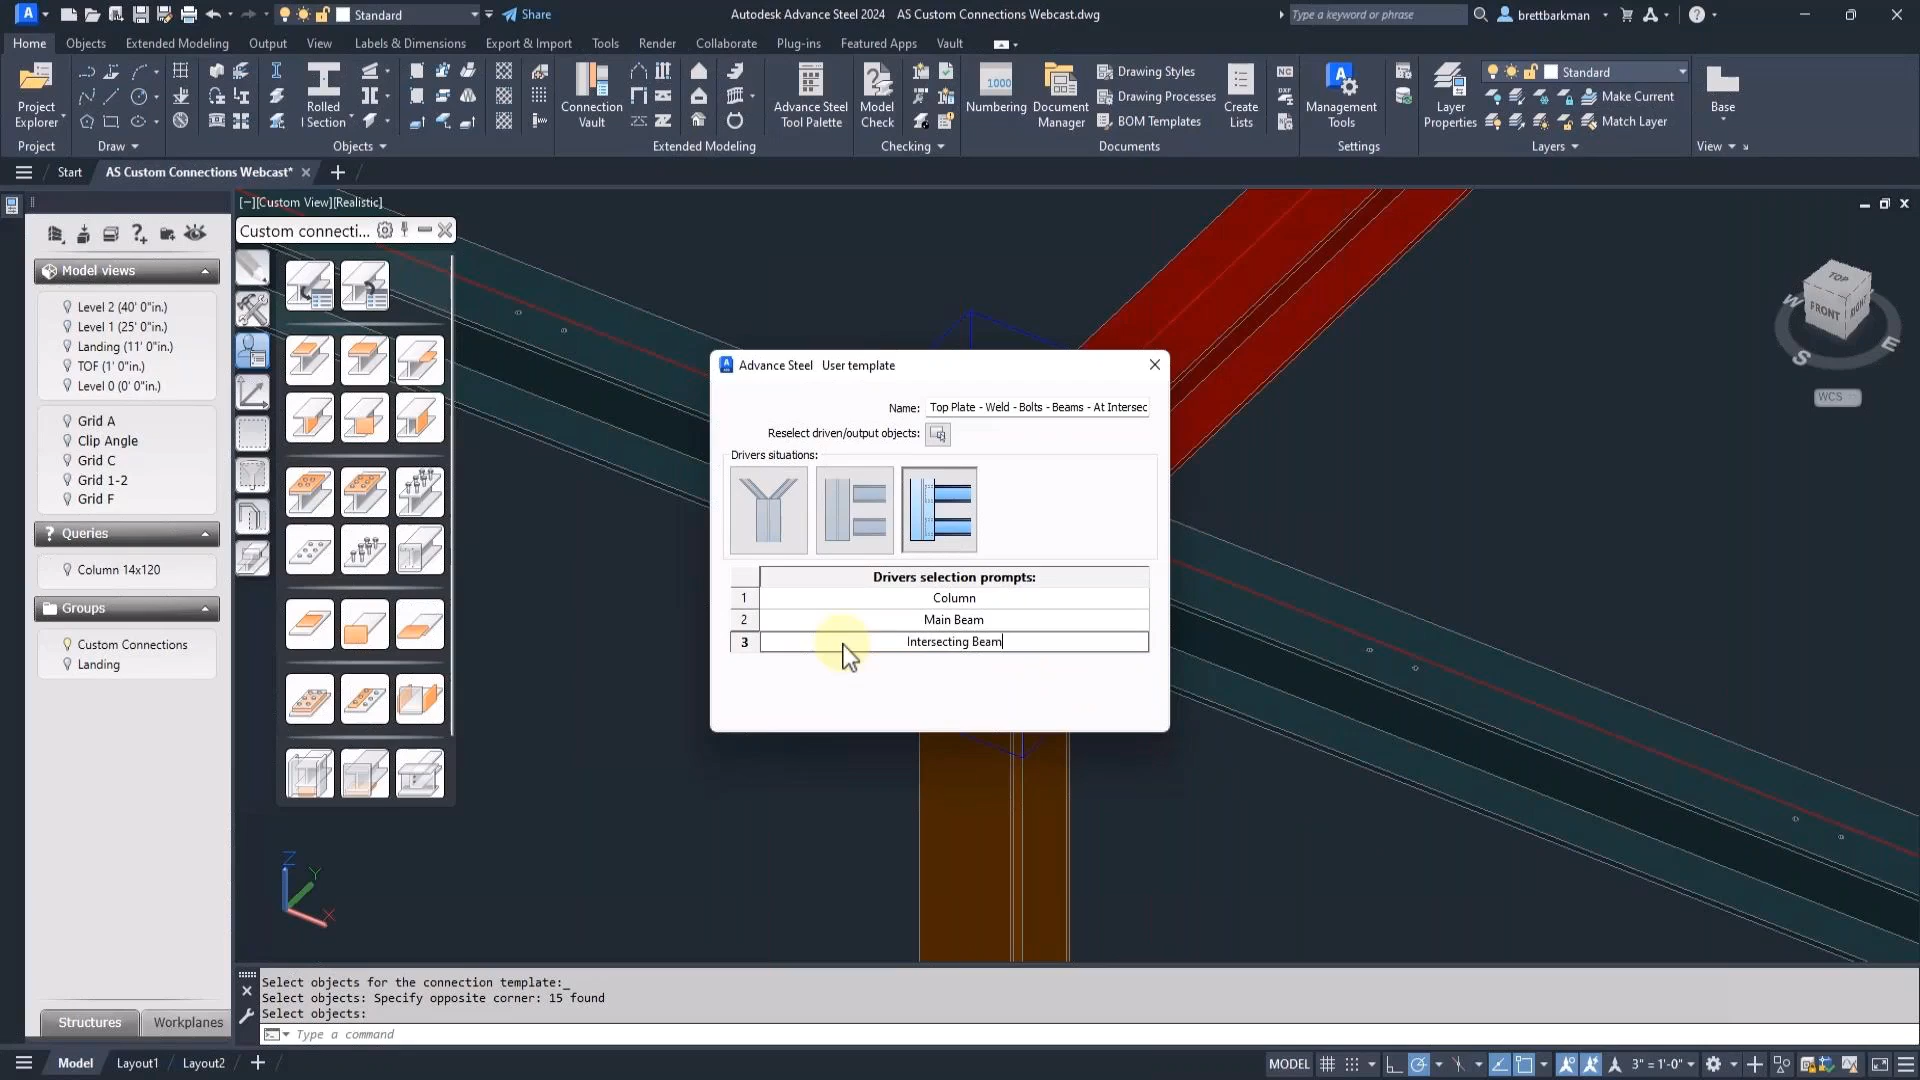 Standard
Share
Autodesk Advance Steel 2024   AS Custom Connections Webcast.dwg
Type a keyword or phrase
brettbarkman
Home
Objects
Extended Modeling
Output
View
Labels & Dimensions
Export & Import
Tools
Render
Collaborate
Plug-ins
Featured Apps
Vault
Project
Explorer
Rolled
I Section
Connection
Vault
Advance Steel
Tool Palette
Model
Check
1000
Numbering
Document
Manager
Drawing Styles
Drawing Processes
BOM Templates
Create
Lists
NC
DXF
Management
Tools
Layer
Properties
Standard
Make Current
Match Layer
Base
Project
Draw
Objects
Extended Modeling
Checking
Documents
Settings
Layers
View
Start
AS Custom Connections Webcast*
[−][Custom View][Realistic]
Custom connecti...
Model views
Level 2 (40' 0"in.)
Level 1 (25' 0"in.)
Landing (11' 0"in.)
TOF (1' 0"in.)
Level 0 (0' 0"in.)
Grid A
Clip Angle
Grid C
Grid 1-2
Grid F
Queries
Column 14x120
Groups
Custom Connections
Landing
Structures
Workplanes
Advance Steel   User template
Name:
Top Plate - Weld - Bolts - Beams - At Intersec
Reselect driven/output objects:
Drivers situations:
Drivers selection prompts:
1 Column
2 Main Beam
3 Intersecting Beam
TOP
FRONT
RIGHT
W
S
E
WCS
Z
Y
X
Select objects for the connection template:_
Select objects: Specify opposite corner: 15 found
Select objects:
Type a command
Model
Layout1
Layout2
MODEL
3" = 1'-0"